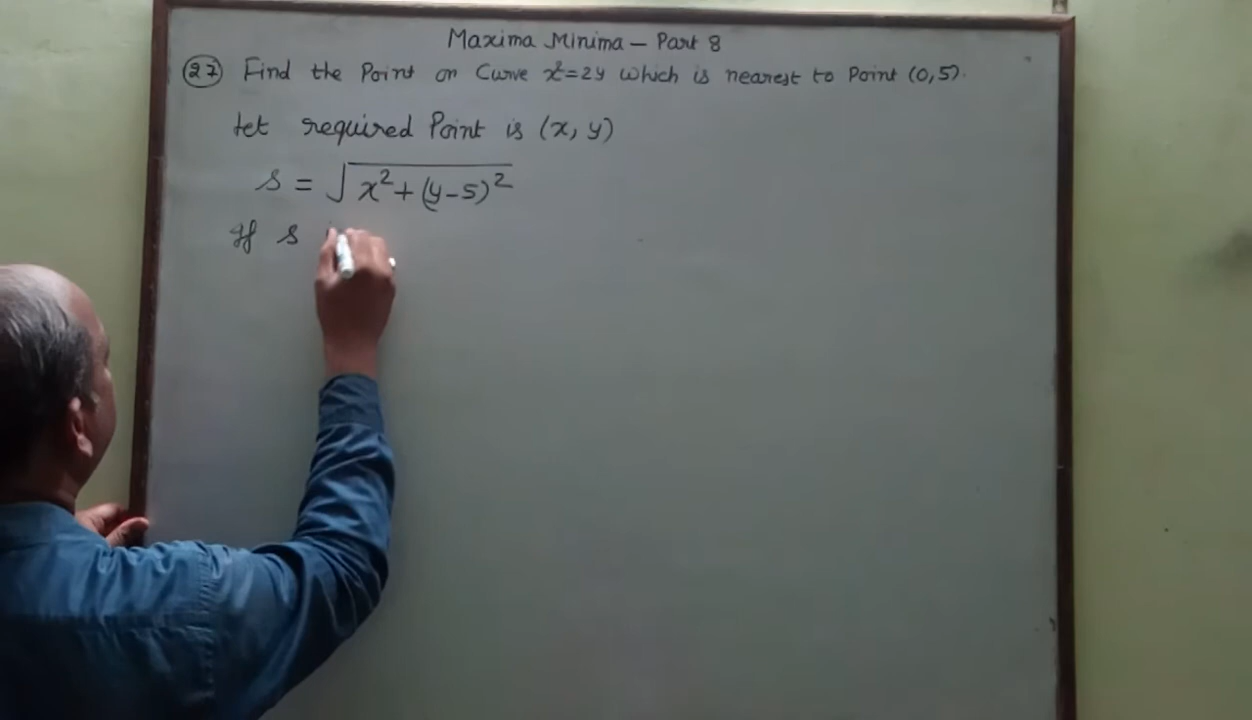 Maxima Minima – Part 8
(27) Find the Point on Curve x²=2y which is nearest to Point (0,5).
Let required Point is (x, y)
s = √x²+(y-5)²
If s